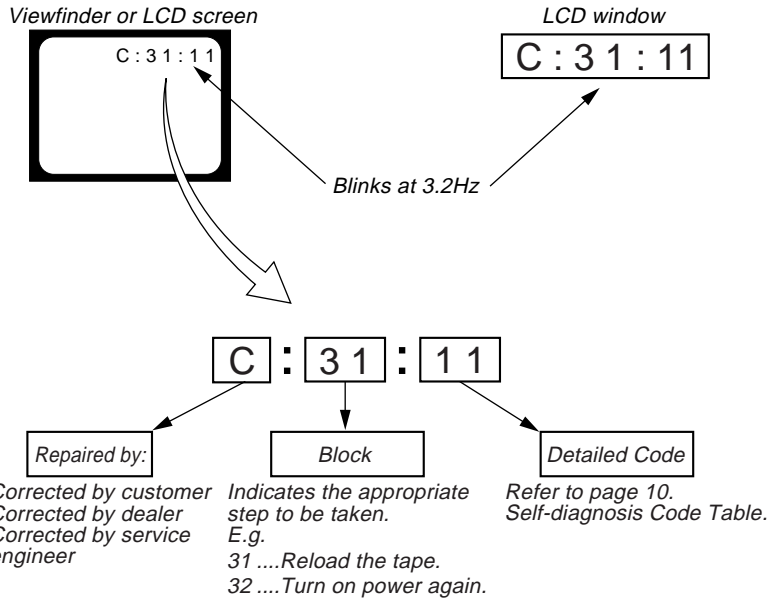 Viewfinder or LCD screen
LCD window
C : 3 1 : 1 1
C : 3 1 : 11
Blinks at 3.2Hz
C : 3 1 : 1 1
Repaired by:
Block
Detailed Code
Corrected by customer
Corrected by dealer
Corrected by service
engineer
Indicates the appropriate
step to be taken.
E.g.
31 ....Reload the tape.
32 ....Turn on power again.
Refer to page 10.
Self-diagnosis Code Table.